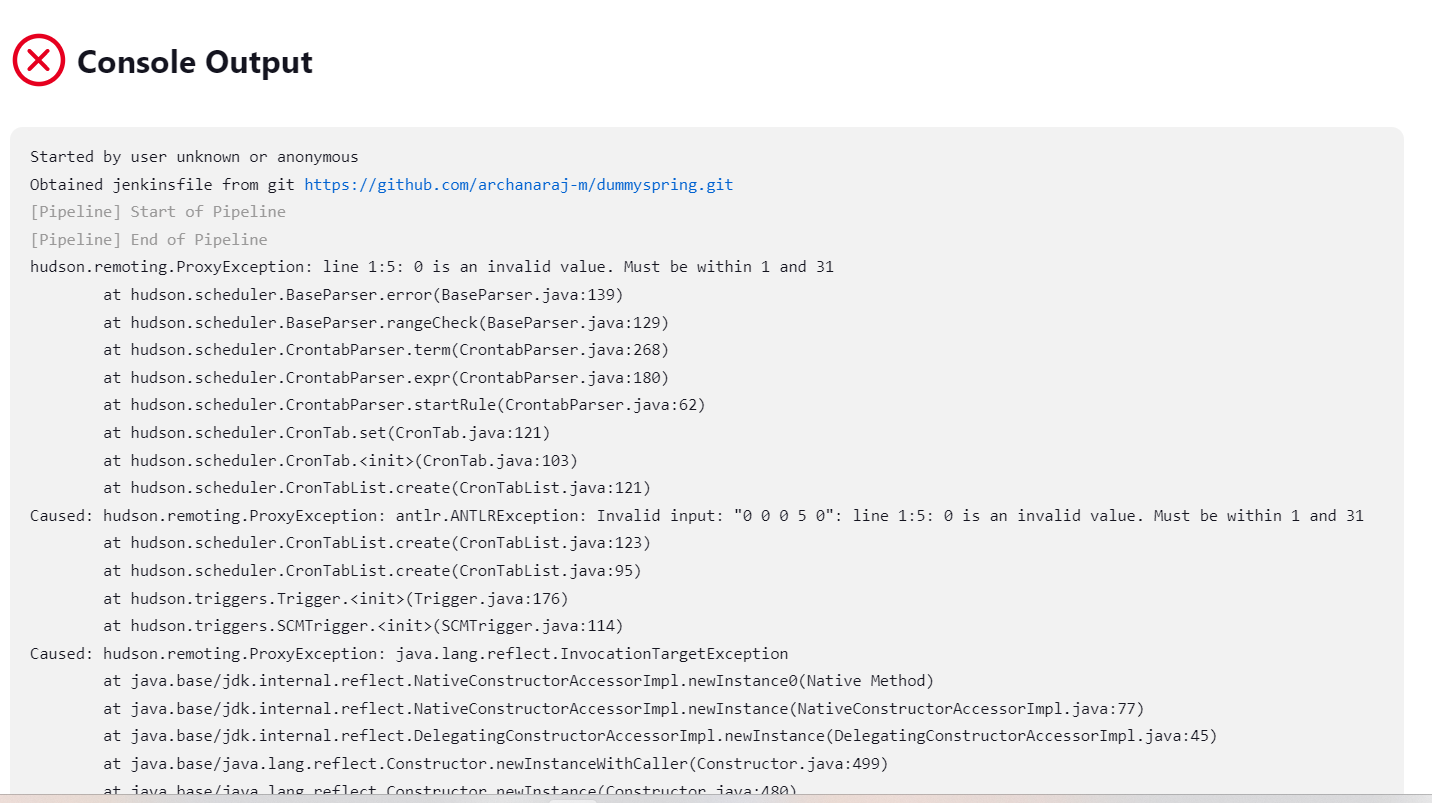 Console Output
Started by user unknown or anonymous
Obtained jenkinsfile from git https://github.com/archanaraj-m/dummyspring.git
[Pipeline] Start of Pipeline
[Pipeline] End of Pipeline
hudson.remoting.ProxyException: line 1:5: 0 is an invalid value. Must be within 1 and 31
at hudson.scheduler.BaseParser.error(BaseParser.java:139)
at hudson.scheduler.BaseParser.rangeCheck(BaseParser.java:129)
at hudson.scheduler.CrontabParser.term(CrontabParser.java:268)
at hudson.scheduler.CrontabParser.expr(CrontabParser.java:180)
at hudson.scheduler.CrontabParser.startRule(CrontabParser.java:62)
at hudson.scheduler.CronTab.set(CronTab.java:121)
at hudson.scheduler.CronTab.<init>(CronTab.java:103)
at hudson.scheduler.CronTabList.create(CronTabList.java:121)
Caused: hudson.remoting.ProxyException: antlr.ANTLRException: Invalid input: "0 0 0 5 0": line 1:5: 0 is an invalid value. Must be within 1 and 31
at hudson.scheduler.CronTabList.create(CronTabList.java:123)
at hudson.scheduler.CronTabList.create(CronTabList.java:95)
at hudson.triggers.Trigger.<init>(Trigger.java:176)
at hudson.triggers.SCMTrigger.<init>(SCMTrigger.java:114)
Caused: hudson.remoting.ProxyException: java.lang.reflect.InvocationTargetException
at java.base/jdk.internal.reflect.NativeConstructorAccessorImpl.newInstance0(Native Method)
at java.base/jdk.internal.reflect.NativeConstructorAccessorImpl.newInstance(NativeConstructorAccessorImpl.java:77)
at java.base/jdk.internal.reflect.DelegatingConstructorAccessorImpl.newInstance(DelegatingConstructorAccessorImpl.java:45)
at java.base/java.lang.reflect.Constructor.newInstanceWithCaller(Constructor.java:499)
at java.base/java.lang.reflect.Constructor.newInstance(Constructor.java:480)